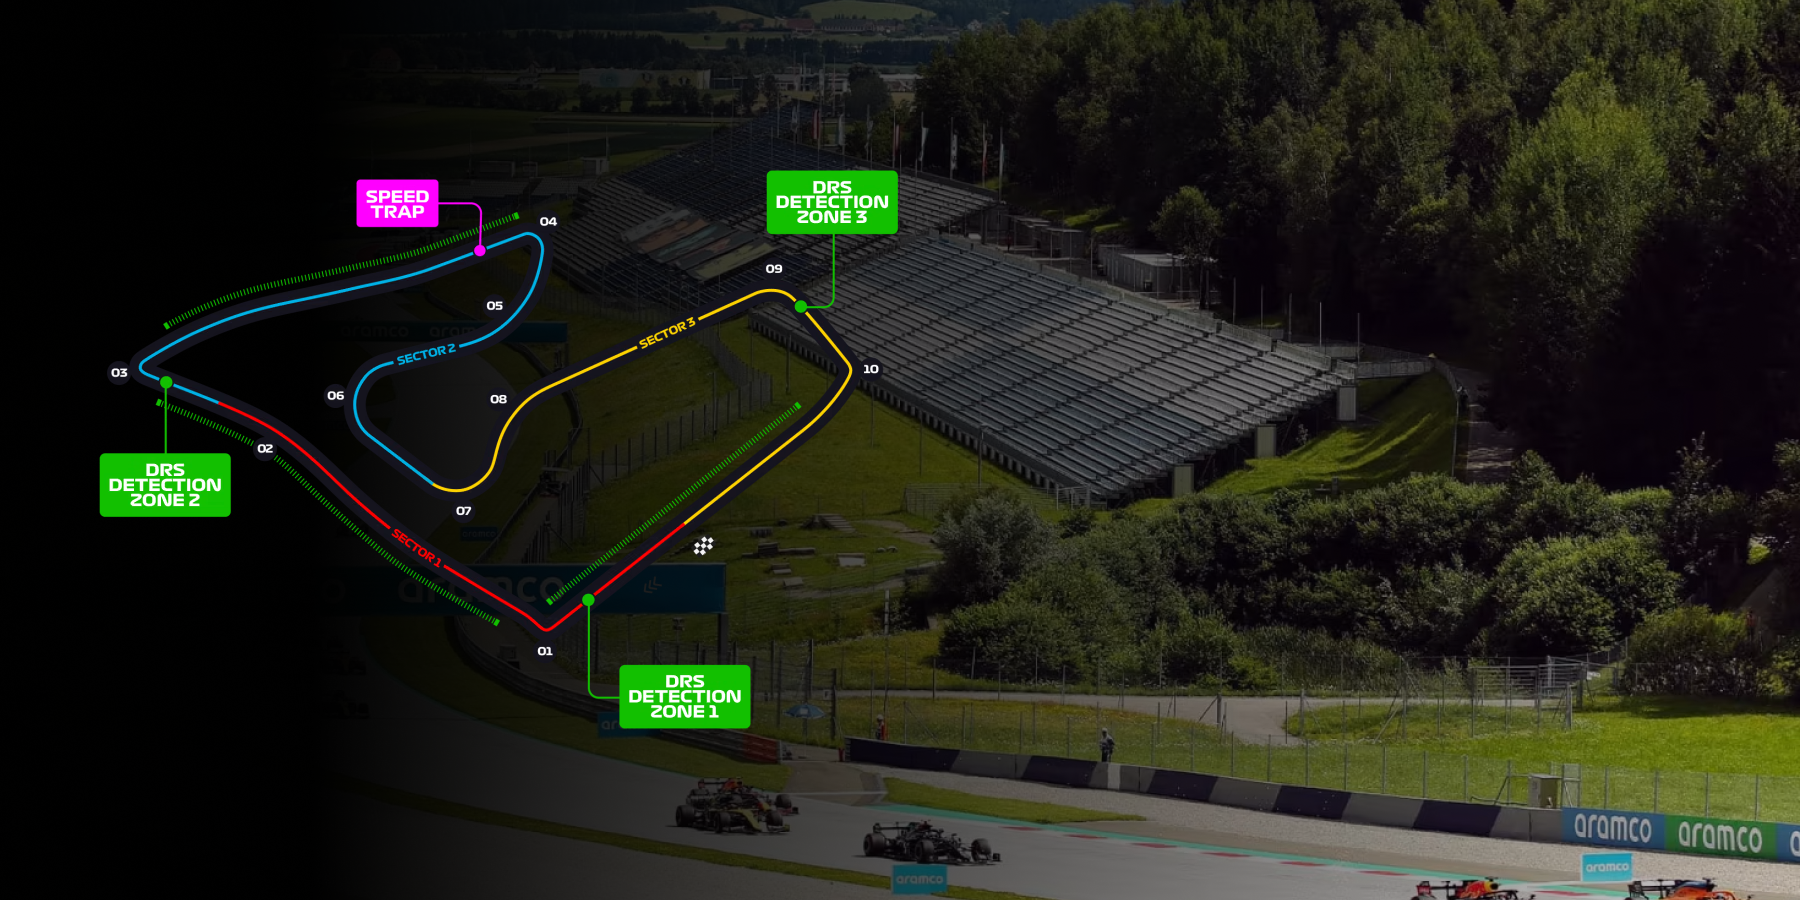 SPEED
TRAP
04
DRS
DETECTION
ZONE 3
09
05
SECTOR 3
SECTOR 2
03
06
08
10
02
DRS
DETECTION
ZONE 2
07
SECTOR 1
aramco
01
DRS
DETECTION
ZONE 1
aramco
aramco
aramco
aramco